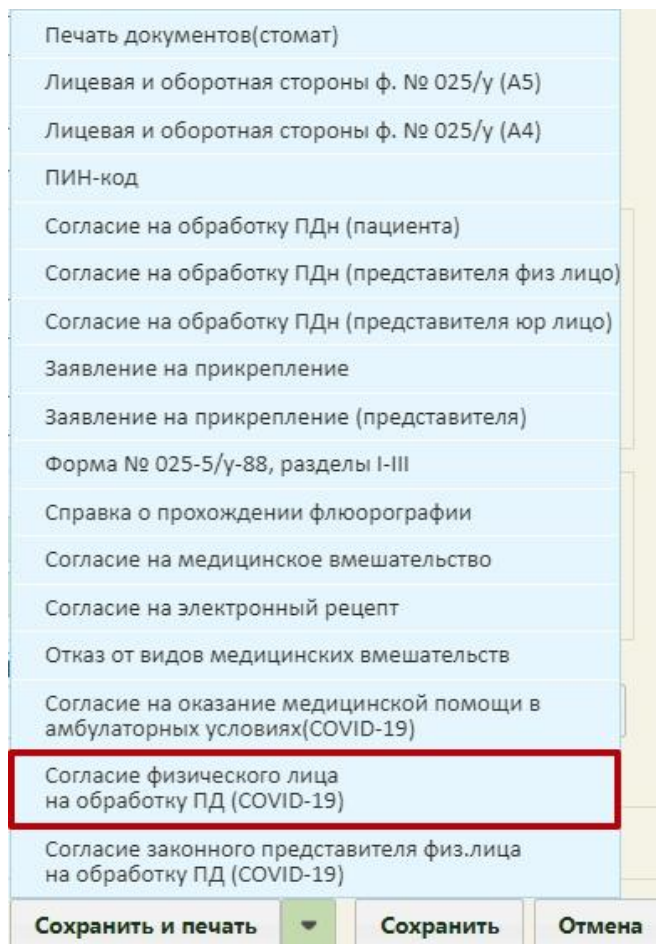 Печать документов(стомат)
Лицевая и оборотная стороны ф. № 025/у (А5)
Лицевая и оборотная стороны ф. № 025/у (А4)
ПИН-код
Согласие на обработку ПДн (пациента)
Согласие на обработку ПДн (представителя физ лицо)
Согласие на обработку ПДн (представителя юр лицо)
Заявление на прикрепление
Заявление на прикрепление (представителя)
Форма № 025-5/у-88, разделы I-III
Справка о прохождении флюорографии
Согласие на медицинское вмешательство
Согласие на электронный рецепт
Отказ от видов медицинских вмешательств
Согласие на оказание медицинской помощи в
амбулаторных условиях(COVID-19)
Согласие физического лица
на обработку ПД (COVID-19)
Согласие законного представителя физ.лица
на обработку ПД (COVID-19)
Сохранить и печать Сохранить Отмена